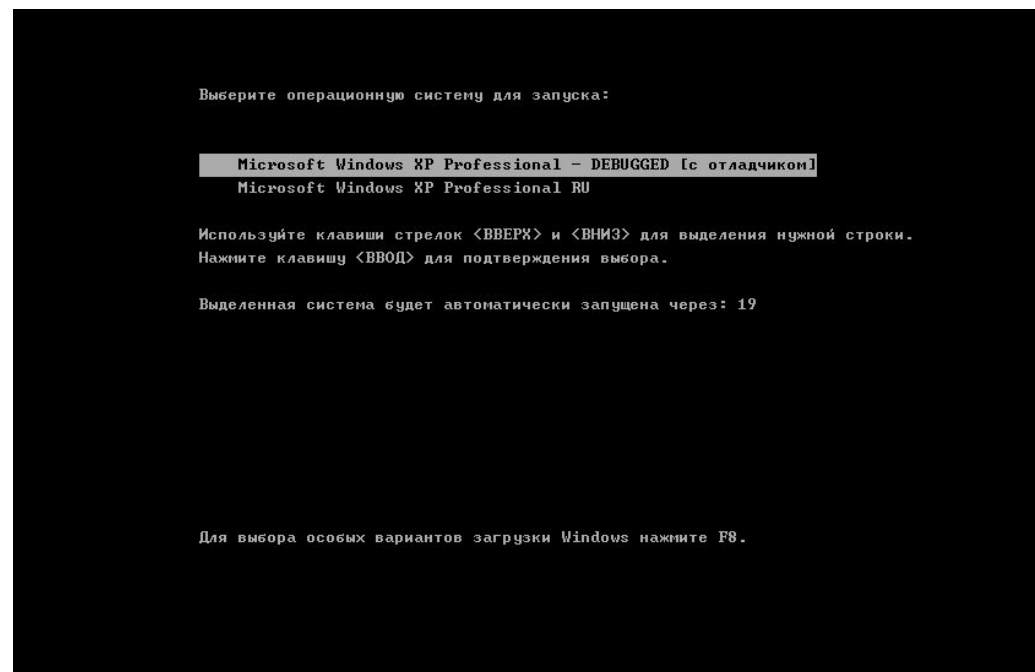 Выберите операционную систему для запуска:
Microsoft Windows XP Professional - DEBUGGED [с отладчиком]
Microsoft Windows XP Professional RU
Используйте клавиши стрелок <ВВЕРХ> и <ВНИЗ> для выделения нужной строки.
Нажмите клавишу <ВВОД> для подтверждения выбора.
Выделенная система будет автоматически запущена через: 19
Для выбора особых вариантов загрузки Windows нажмите F8.